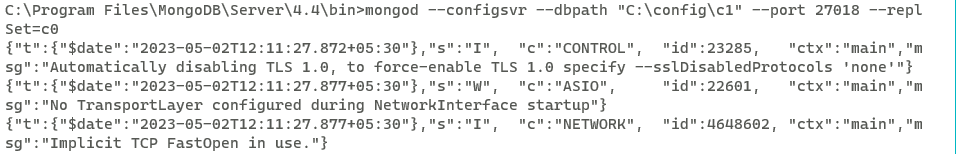 C:\Program Files\MongoDB\Server\4.4\bin>mongod --configsvr --dbpath "C:\config\c1" --port 27018 --repl
Set=c0
{"t":{"$date":"2023-05-02T12:11:27.872+05:30"},"s":"I",  "c":"CONTROL",  "id":23285,   "ctx":"main","m
sg":"Automatically disabling TLS 1.0, to force-enable TLS 1.0 specify --sslDisabledProtocols 'none'"}
{"t":{"$date":"2023-05-02T12:11:27.877+05:30"},"s":"W",  "c":"ASIO",     "id":22601,   "ctx":"main","m
sg":"No TransportLayer configured during NetworkInterface startup"}
{"t":{"$date":"2023-05-02T12:11:27.877+05:30"},"s":"I",  "c":"NETWORK",  "id":4648602, "ctx":"main","m
sg":"Implicit TCP FastOpen in use."}